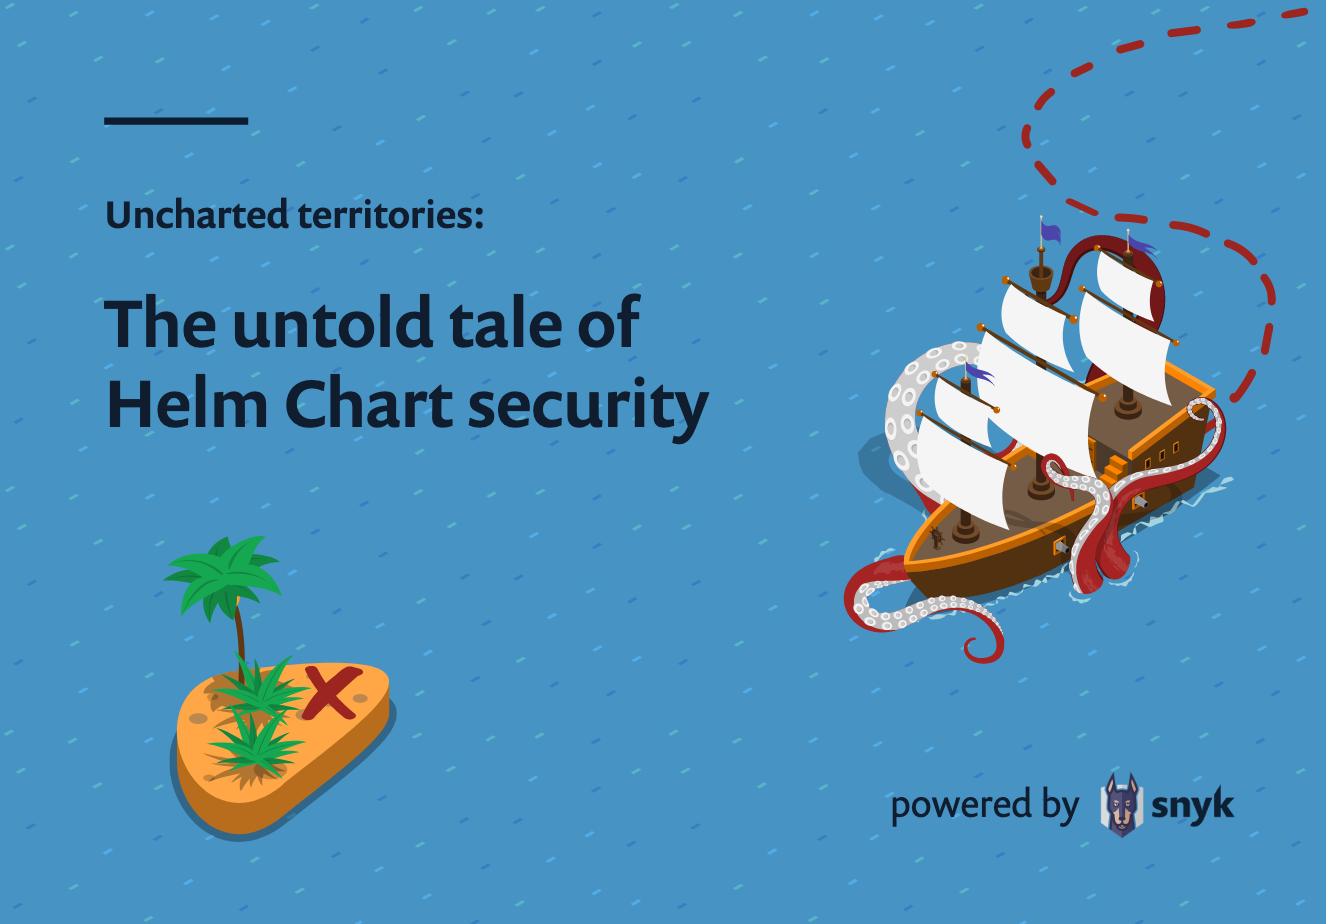 Uncharted territories:
The untold tale of
Helm Chart security
powered by snyk